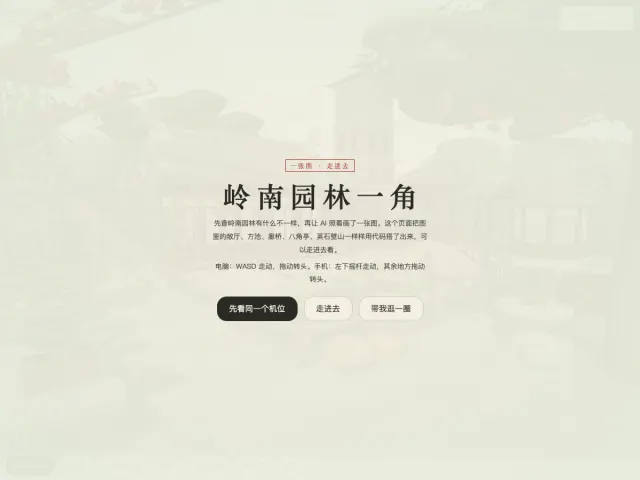 一张图 · 走进去
岭南园林一角
先查岭南园林有什么不一样，再让 AI 照着画了一张图。这个页面把图
里的敞厅、方池、廊桥、八角亭、英石壁山一样样用代码搭了出来，可
以走进去看。
电脑：WASD 走动，拖动转头。手机：左下摇杆走动，其余地方拖动
转头。
先看同一个机位
走进去
带我逛一圈